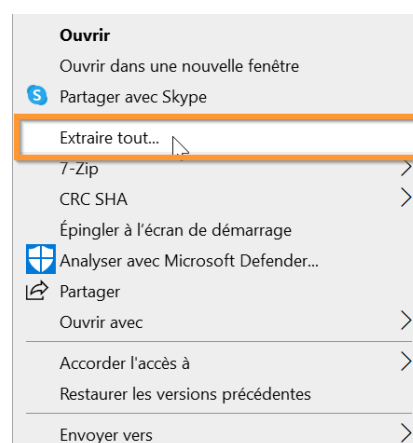 Ouvrir
Ouvrir dans une nouvelle fenêtre
Partager avec Skype
Extraire tout...
7-Zip
CRC SHA
Épingler à l'écran de démarrage
Analyser avec Microsoft Defender...
Partager
Ouvrir avec
Accorder l'accès à
Restaurer les versions précédentes
Envoyer vers